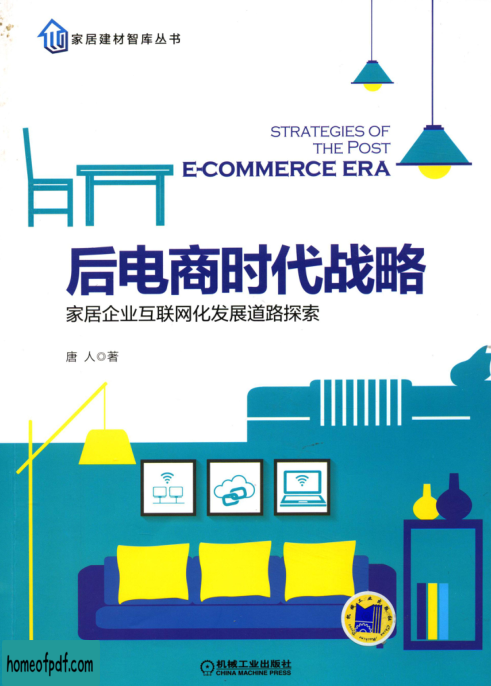 家居建材智库丛书
STRATEGIES OF
THE POST
E-COMMERCE ERA
后电商时代战略
家居企业互联网化发展道路探索
唐 人◎著
机械工业出版社
CHINA MACHINE PRESS
homeofpdf.com